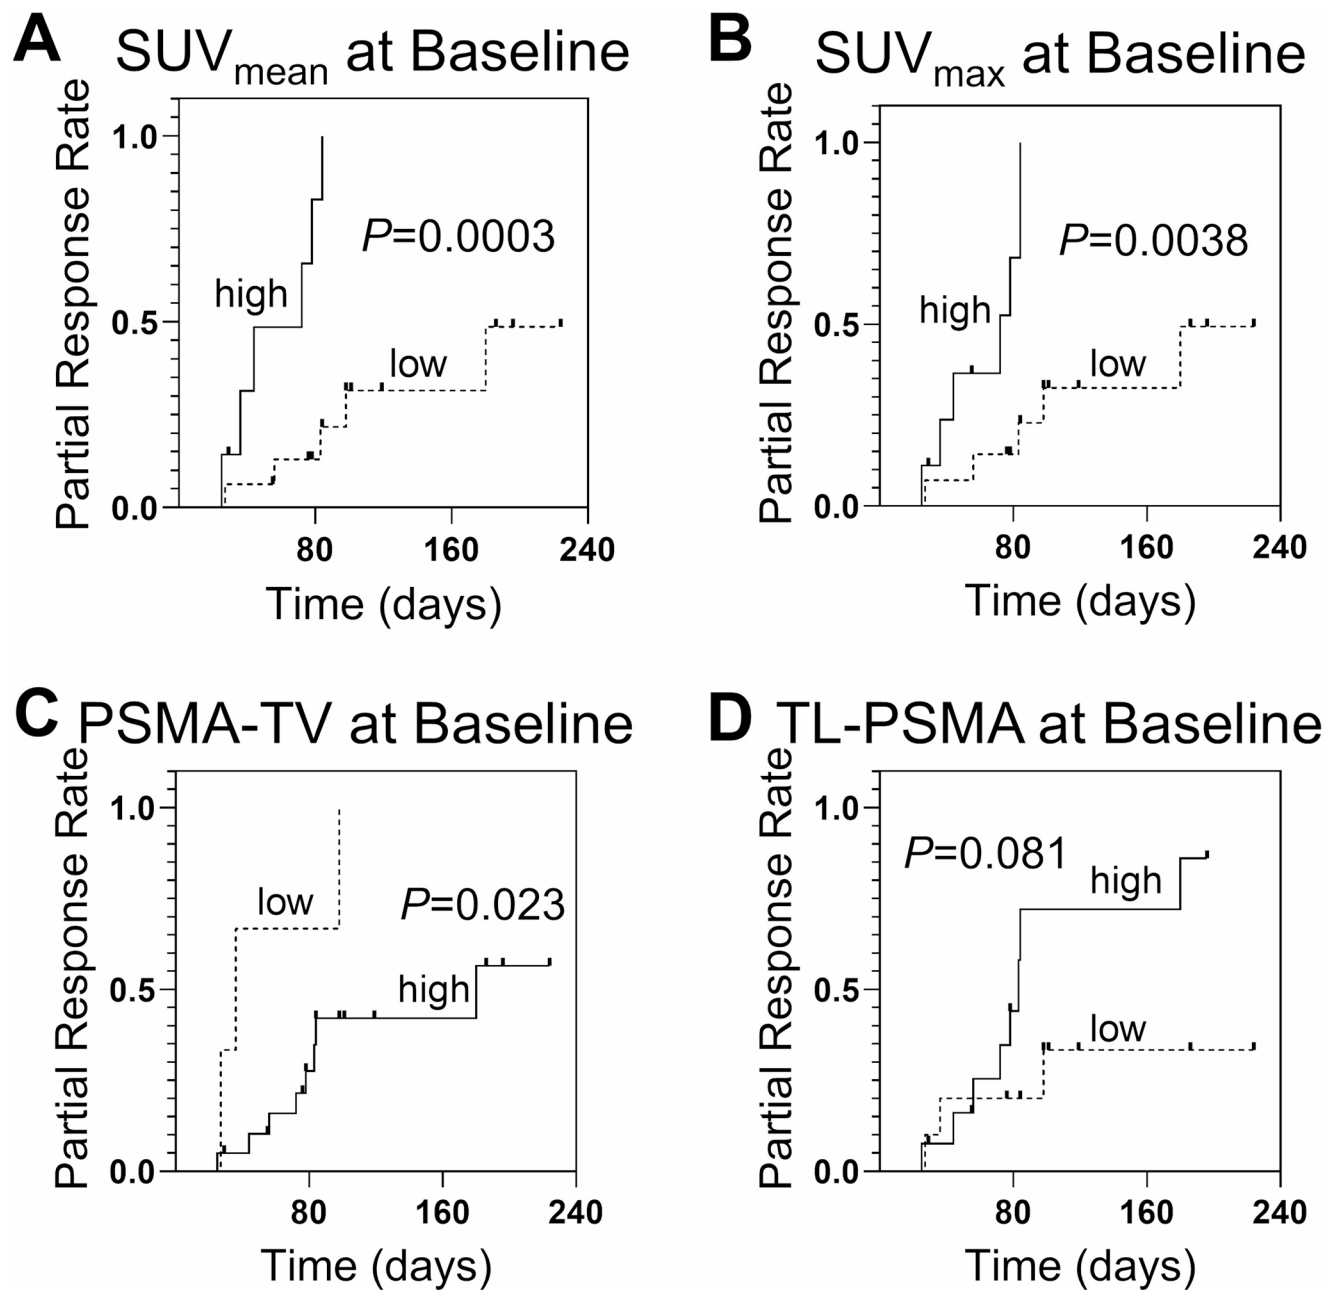 A
SUVmean at Baseline
Partial Response Rate
1.0
0.5
0.0
high
low
P=0.0003
80 160 240
Time (days)
B
SUVmax at Baseline
Partial Response Rate
1.0
0.5
0.0
high
low
P=0.0038
80 160 240
Time (days)
C
PSMA-TV at Baseline
Partial Response Rate
1.0
0.5
0.0
low
P=0.023
high
80 160 240
Time (days)
D
TL-PSMA at Baseline
Partial Response Rate
1.0
0.5
0.0
P=0.081
high
low
80 160 240
Time (days)